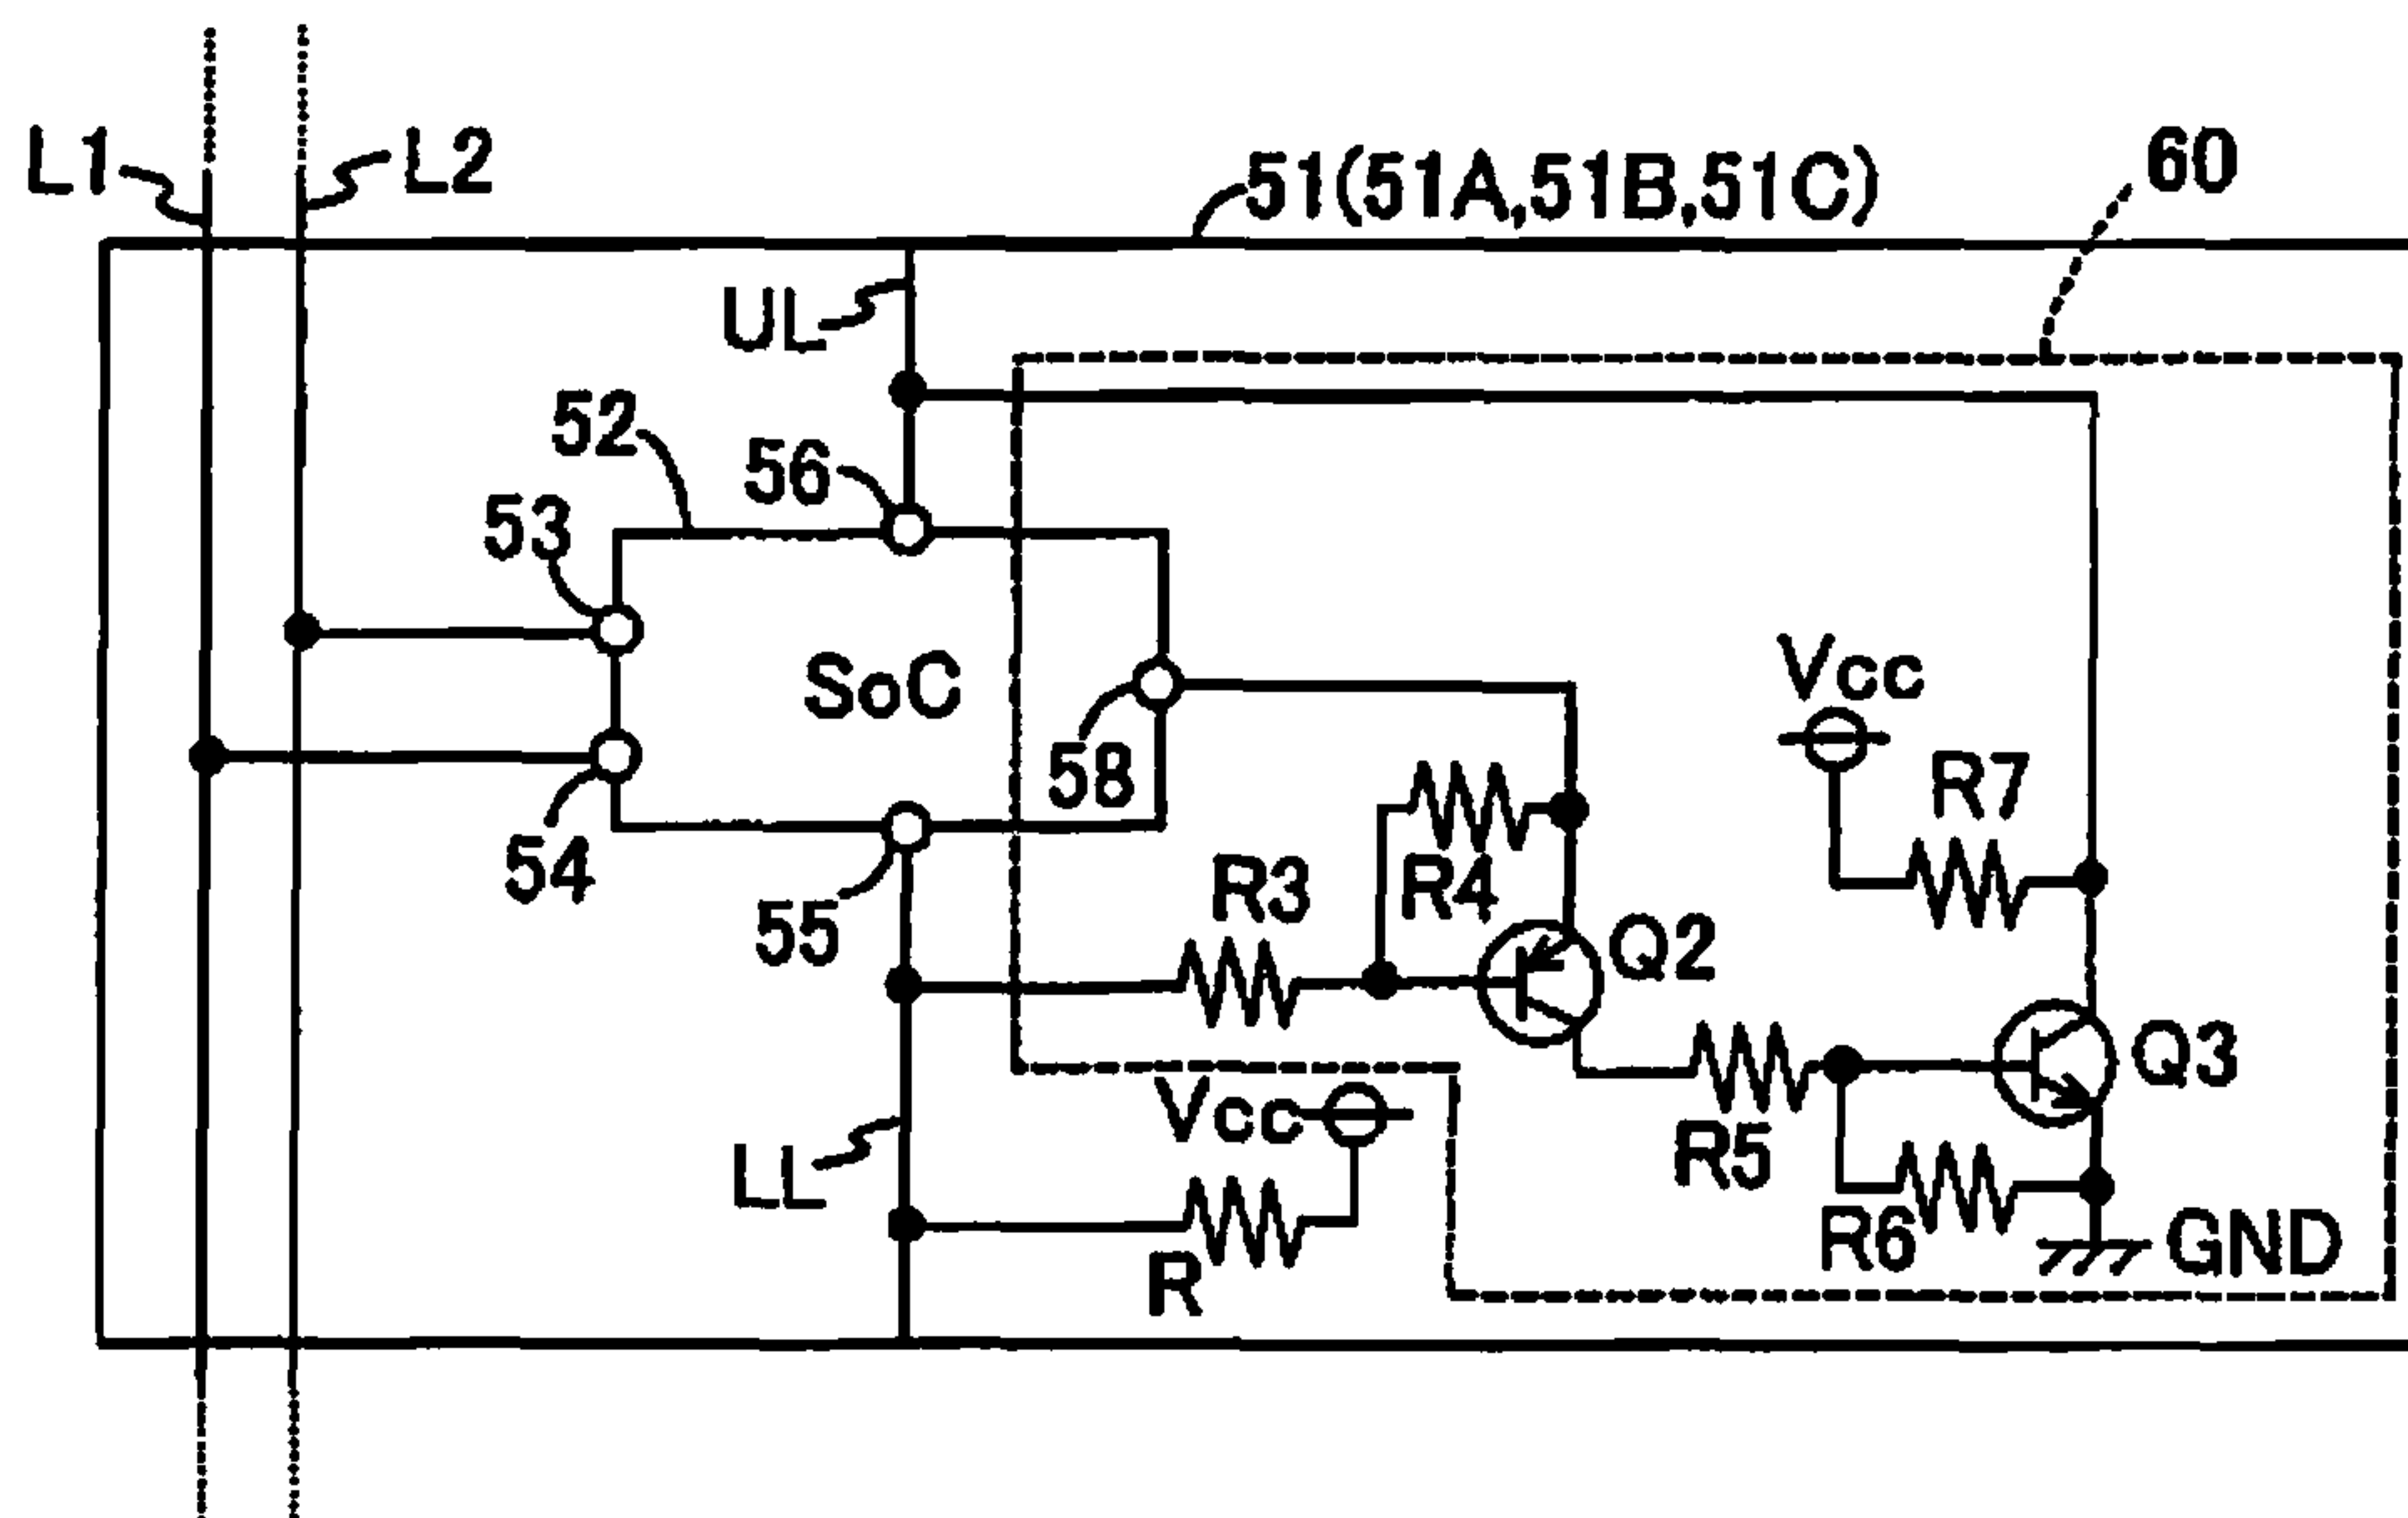 L1
L2
51(51A,51B,51C)
60
UL
52
56
53
SoC
Vcc
58
R7
54
R3
R4
55
Q2
Q3
Vcc
R5
LL
R6
GND
R